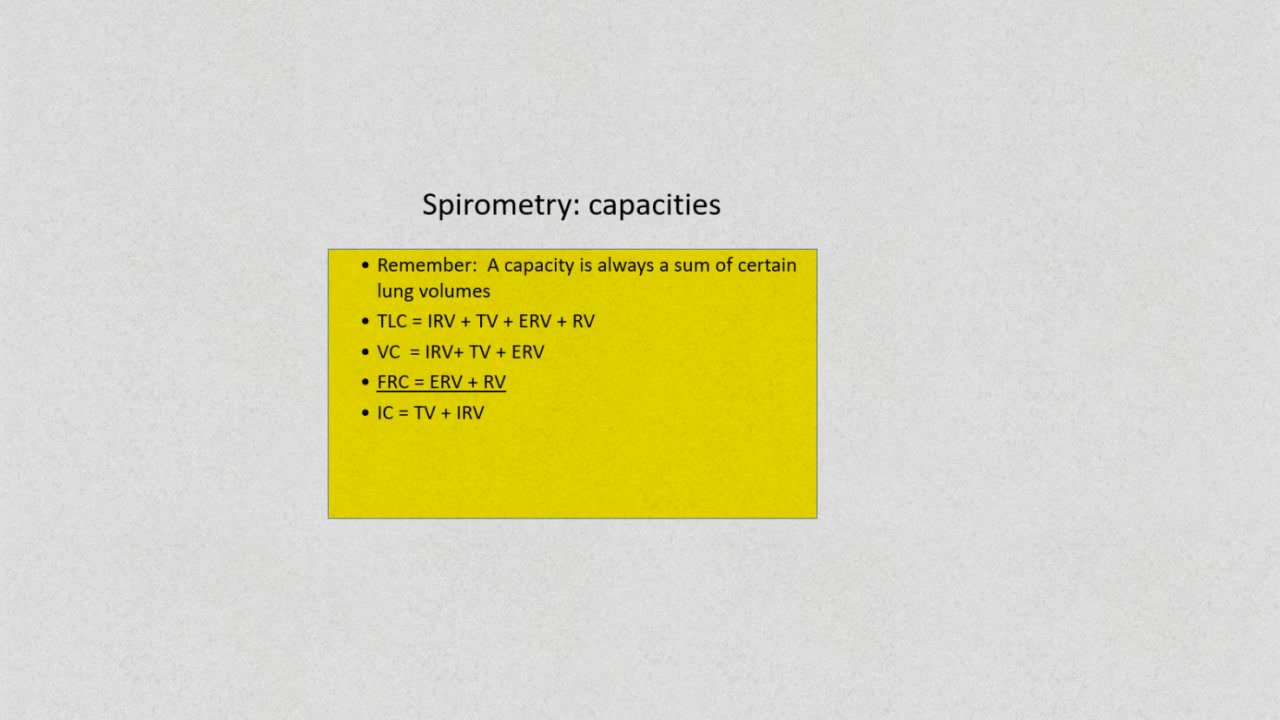 Spirometry: capacities
• Remember:  A capacity is always a sum of certain
lung volumes
• TLC = IRV + TV + ERV + RV
• VC  = IRV+ TV + ERV
• FRC = ERV + RV
• IC = TV + IRV